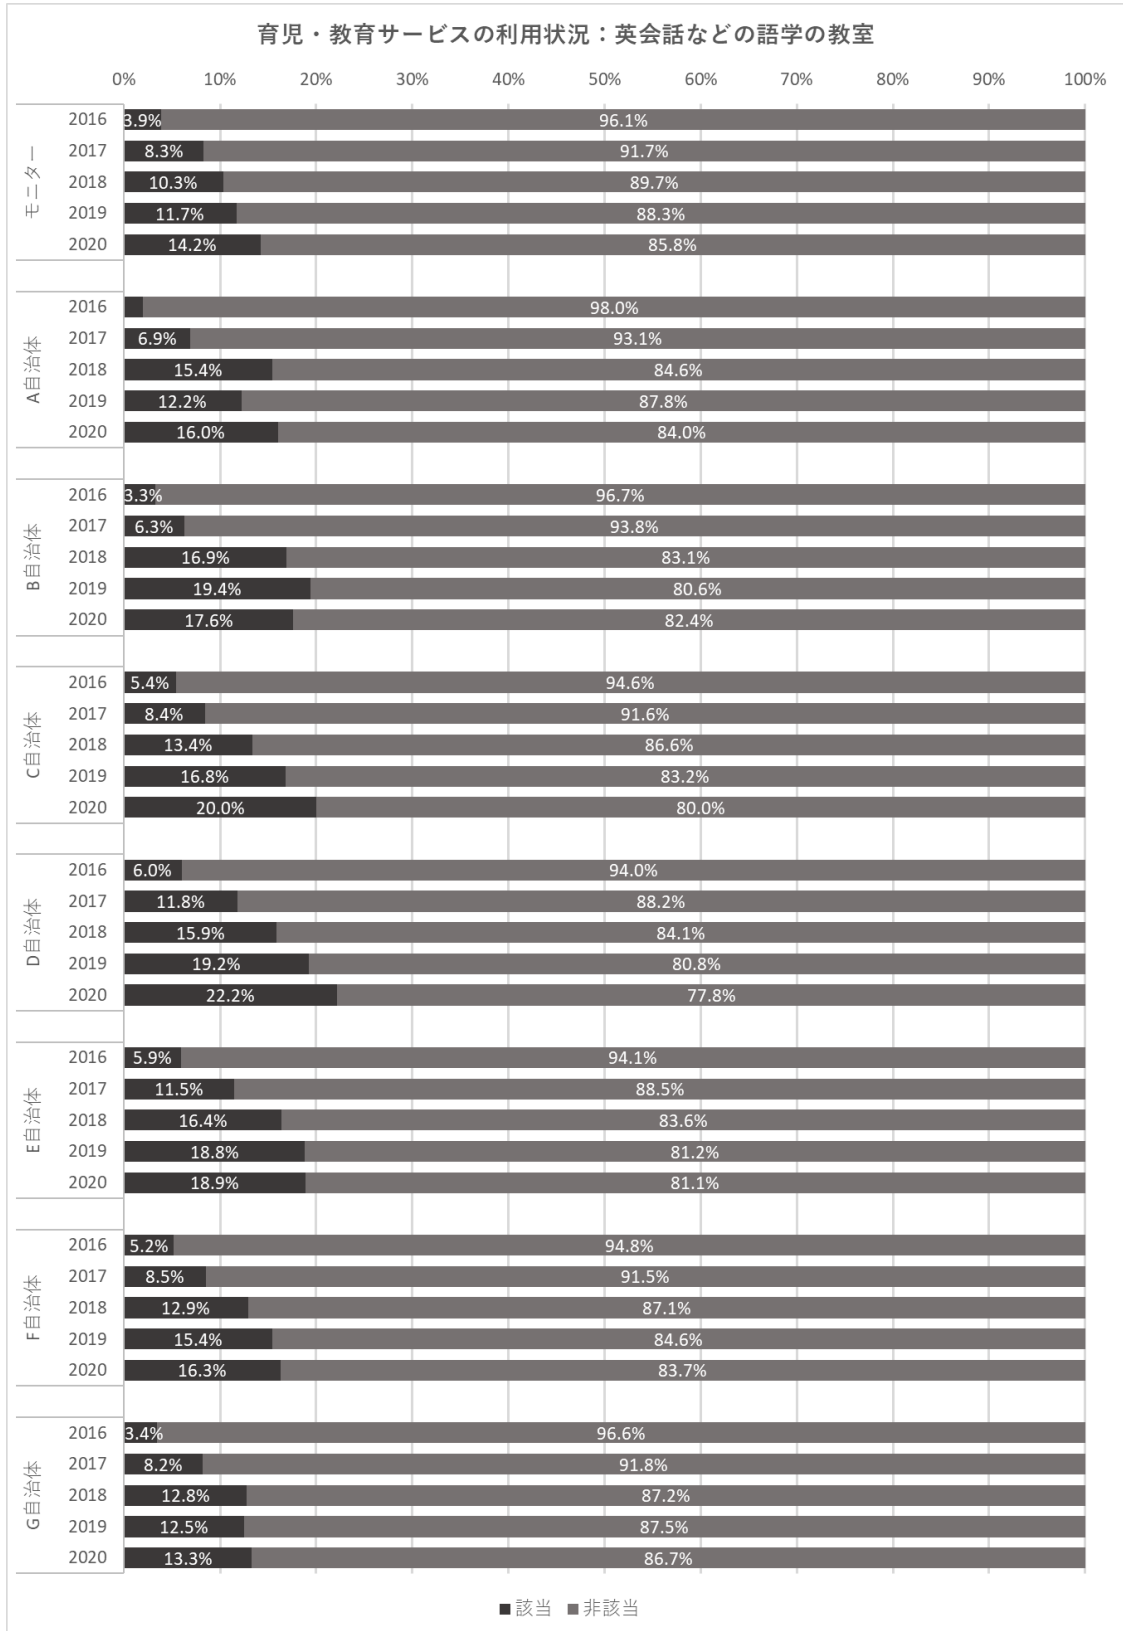 育児・教育サービスの利用状況：英会話などの語学の教室
0% 10% 20% 30% 40% 50% 60% 70% 80% 90% 100%
モニター
2016 3.9% 96.1%
2017 8.3% 91.7%
2018 10.3% 89.7%
2019 11.7% 88.3%
2020 14.2% 85.8%
A自治体
2016 98.0%
2017 6.9% 93.1%
2018 15.4% 84.6%
2019 12.2% 87.8%
2020 16.0% 84.0%
B自治体
2016 3.3% 96.7%
2017 6.3% 93.8%
2018 16.9% 83.1%
2019 19.4% 80.6%
2020 17.6% 82.4%
C自治体
2016 5.4% 94.6%
2017 8.4% 91.6%
2018 13.4% 86.6%
2019 16.8% 83.2%
2020 20.0% 80.0%
D自治体
2016 6.0% 94.0%
2017 11.8% 88.2%
2018 15.9% 84.1%
2019 19.2% 80.8%
2020 22.2% 77.8%
E自治体
2016 5.9% 94.1%
2017 11.5% 88.5%
2018 16.4% 83.6%
2019 18.8% 81.2%
2020 18.9% 81.1%
F自治体
2016 5.2% 94.8%
2017 8.5% 91.5%
2018 12.9% 87.1%
2019 15.4% 84.6%
2020 16.3% 83.7%
G自治体
2016 3.4% 96.6%
2017 8.2% 91.8%
2018 12.8% 87.2%
2019 12.5% 87.5%
2020 13.3% 86.7%
該当 非該当